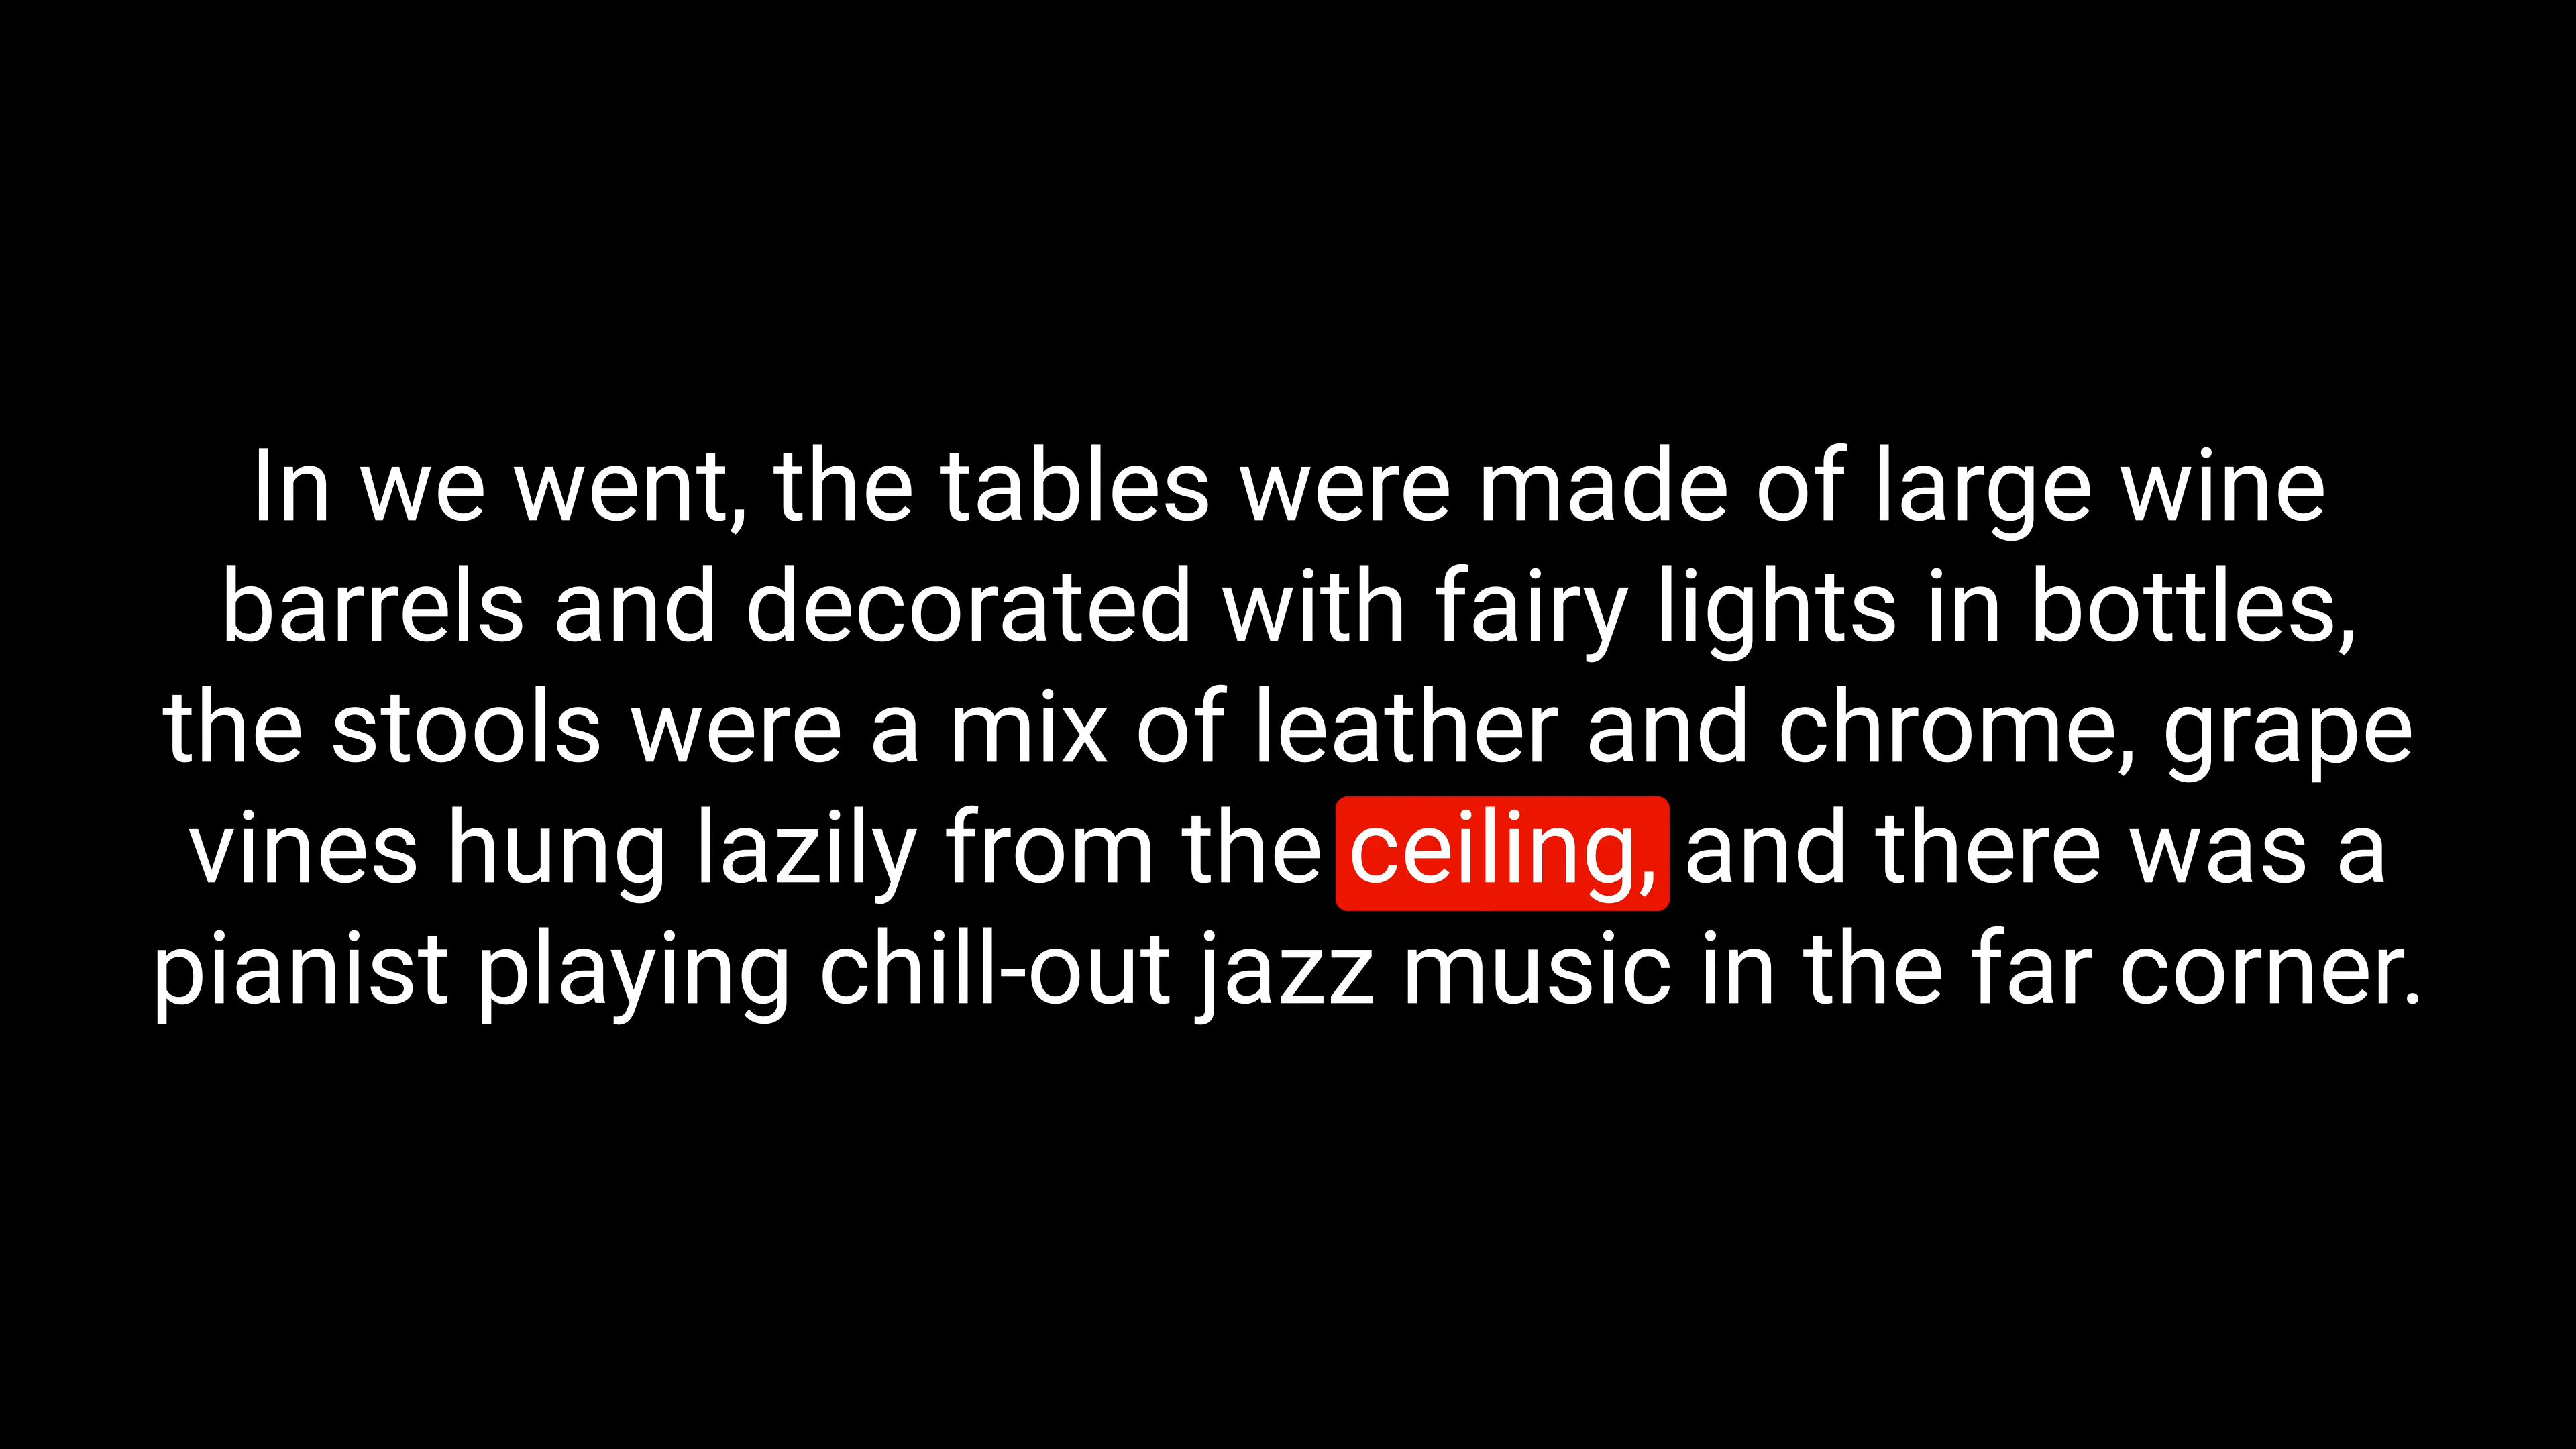 In we went, the tables were made of large wine
barrels and decorated with fairy lights in bottles,
the stools were a mix of leather and chrome, grape
vines hung lazily from the ceiling, and there was a
pianist playing chill-out jazz music in the far corner.